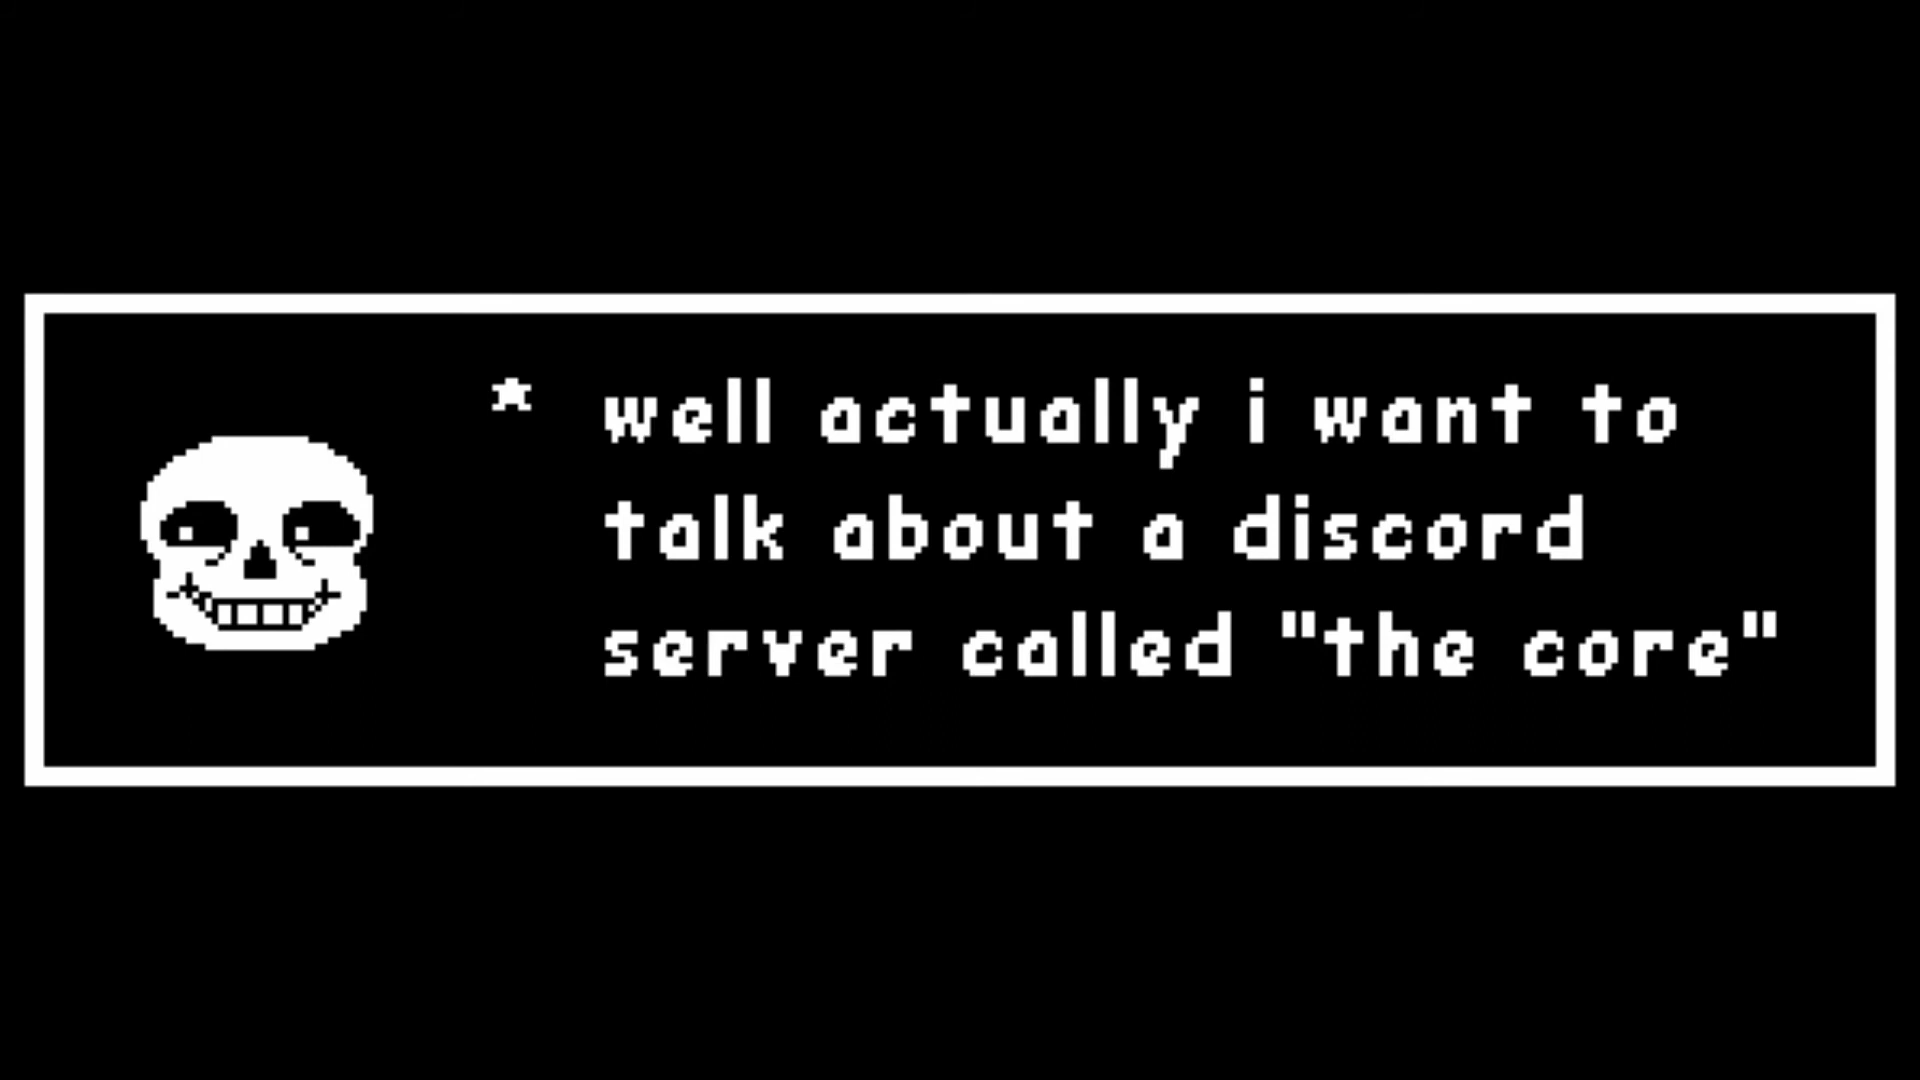 * well actually i want to
talk about a discord
server called "the core"